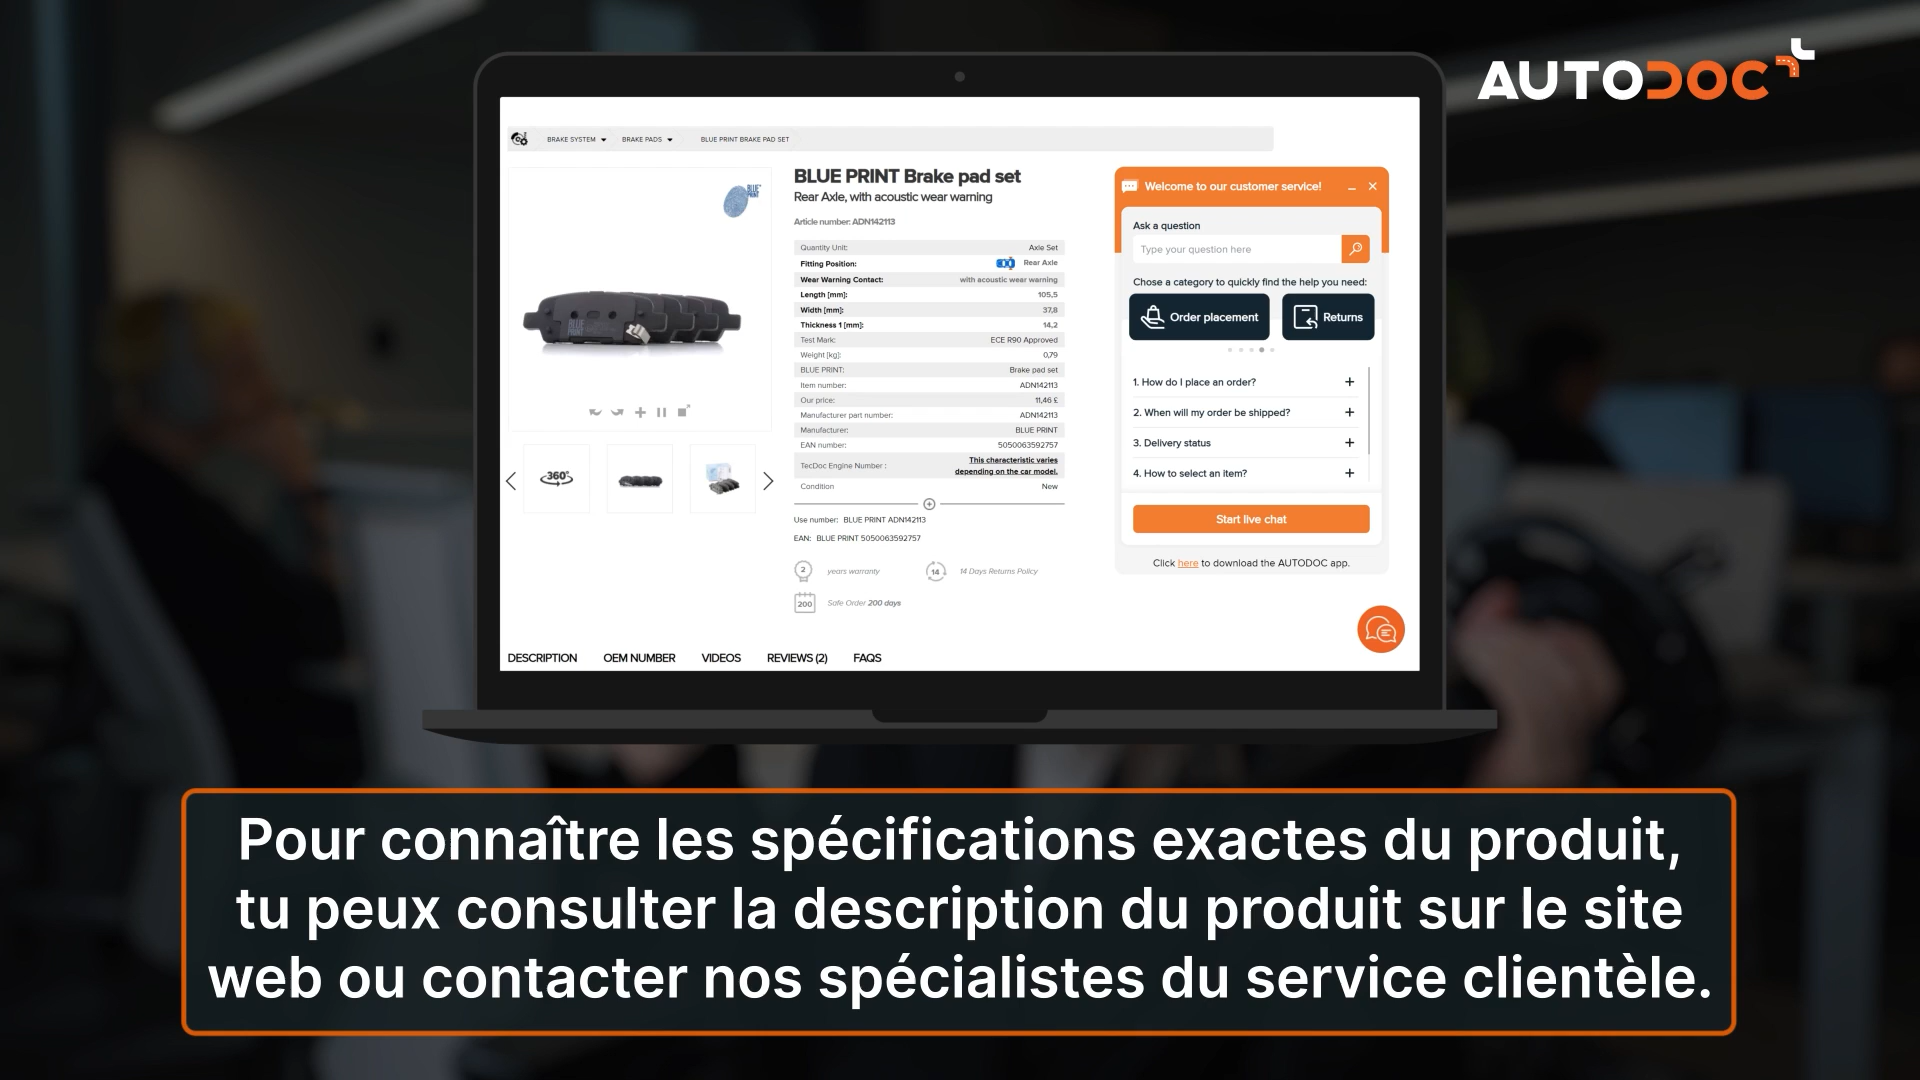 AUTODOC
BRAKE SYSTEM BRAKE PADS BLUE PRINT BRAKE PAD SET
BLUE PRINT
BLUE PRINT
360°
BLUE PRINT Brake pad set
Rear Axle, with acoustic wear warning
Article number: ADN142113
Quantity Unit: Axle Set
Fitting Position: Rear Axle
Wear Warning Contact: with acoustic wear warning
Length [mm]: 105,5
Width [mm]: 37,8
Thickness 1 [mm]: 14,2
Test Mark: ECE R90 Approved
Weight [kg]: 0,79
BLUE PRINT: Brake pad set
Item number: ADN142113
Our price: 11,46 £
Manufacturer part number: ADN142113
Manufacturer: BLUE PRINT
EAN number: 5050063592757
TecDoc Engine Number : This characteristic varies
depending on the car model.
Condition New
Use number: BLUE PRINT ADN142113
EAN: BLUE PRINT 5050063592757
2 years warranty 14 14 Days Returns Policy
200 Safe Order 200 days
DESCRIPTION OEM NUMBER VIDEOS REVIEWS (2) FAQS
Welcome to our customer service!
Ask a question
Type your question here
Chose a category to quickly find the help you need:
Order placement Returns
1. How do I place an order?
2. When will my order be shipped?
3. Delivery status
4. How to select an item?
Start live chat
Click here to download the AUTODOC app.
Pour connaître les spécifications exactes du produit,
tu peux consulter la description du produit sur le site
web ou contacter nos spécialistes du service clientèle.